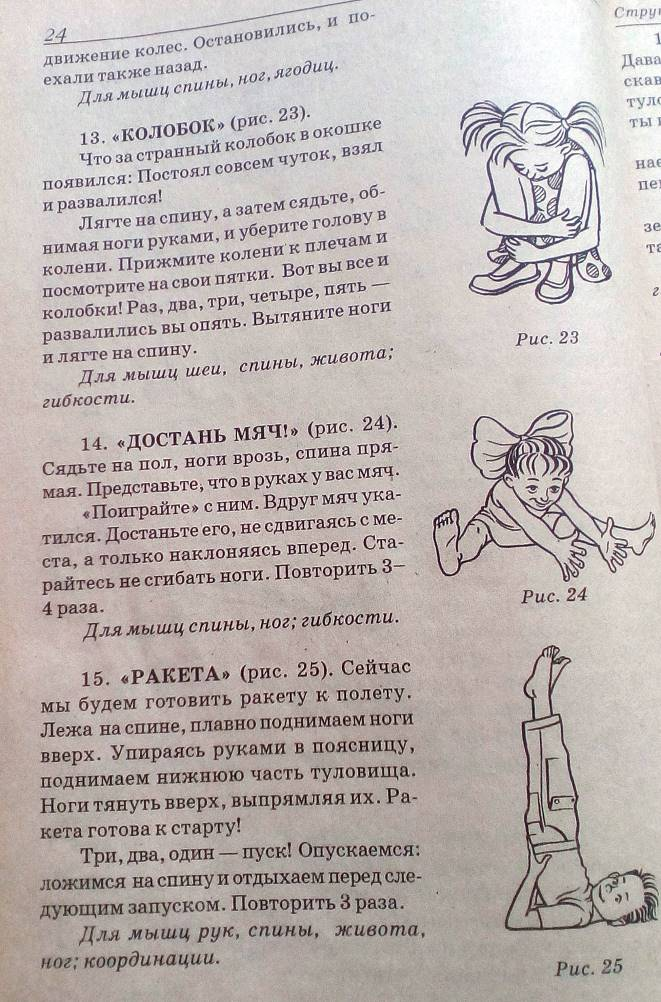 24
движение колес. Остановились, и по-
ехали также назад.
Для мышц спины, ног, ягодиц.
13. «КОЛОБОК» (рис. 23).
Что за странный колобок в окошке
появился: Постоял совсем чуток, взял
и развалился!
Лягте на спину, а затем сядьте, об-
нимая ноги руками, и уберите голову в
колени. Прижмите колени к плечам и
посмотрите на свои пятки. Вот вы все и
колобки! Раз, два, три, четыре, пять —
развалились вы опять. Вытяните ноги
и лягте на спину.
Для мышц шеи, спины, живота;
гибкости.
Рис. 23
14. «ДОСТАНЬ МЯЧ!» (рис. 24).
Сядьте на пол, ноги врозь, спина пря-
мая. Представьте, что в руках у вас мяч.
«Поиграйте» с ним. Вдруг мяч ука-
тился. Достаньте его, не сдвигаясь с ме-
ста, а только наклоняясь вперед. Ста-
райтесь не сгибать ноги. Повторить 3–
4 раза.
Для мышц спины, ног; гибкости.
Рис. 24
15. «РАКЕТА» (рис. 25). Сейчас
мы будем готовить ракету к полету.
Лежа на спине, плавно поднимаем ноги
вверх. Упираясь руками в поясницу,
поднимаем нижнюю часть туловища.
Ноги тянуть вверх, выпрямляя их. Ра-
кета готова к старту!
Три, два, один — пуск! Опускаемся:
ложимся на спину и отдыхаем перед сле-
дующим запуском. Повторить 3 раза.
Для мышц рук, спины, живота,
ног; координации.
Рис. 25